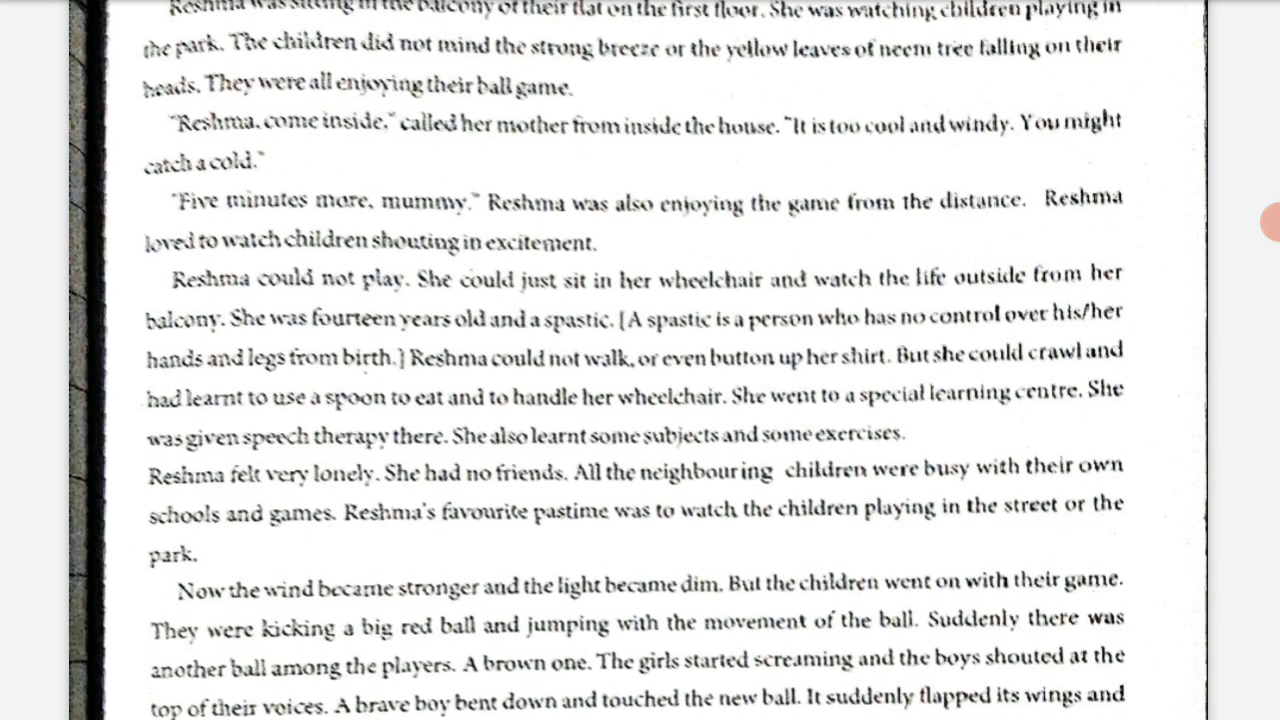 Reshma was sitting in the balcony of their flat on the first floor. She was watching children playing in
the park. The children did not mind the strong breeze or the yellow leaves of neem tree falling on their
heads. They were all enjoying their ball game.
"Reshma, come inside," called her mother from inside the house. "It is too cool and windy. You might
catch a cold."
"Five minutes more, mummy." Reshma was also enjoying the game from the distance. Reshma
loved to watch children shouting in excitement.
Reshma could not play. She could just sit in her wheelchair and watch the life outside from her
balcony. She was fourteen years old and a spastic. [A spastic is a person who has no control over his/her
hands and legs from birth.] Reshma could not walk, or even button up her shirt. But she could crawl and
had learnt to use a spoon to eat and to handle her wheelchair. She went to a special learning centre. She
was given speech therapy there. She also learnt some subjects and some exercises.
Reshma felt very lonely. She had no friends. All the neighbouring children were busy with their own
schools and games. Reshma's favourite pastime was to watch the children playing in the street or the
park.
Now the wind became stronger and the light became dim. But the children went on with their game.
They were kicking a big red ball and jumping with the movement of the ball. Suddenly there was
another ball among the players. A brown one. The girls started screaming and the boys shouted at the
top of their voices. A brave boy bent down and touched the new ball. It suddenly flapped its wings and